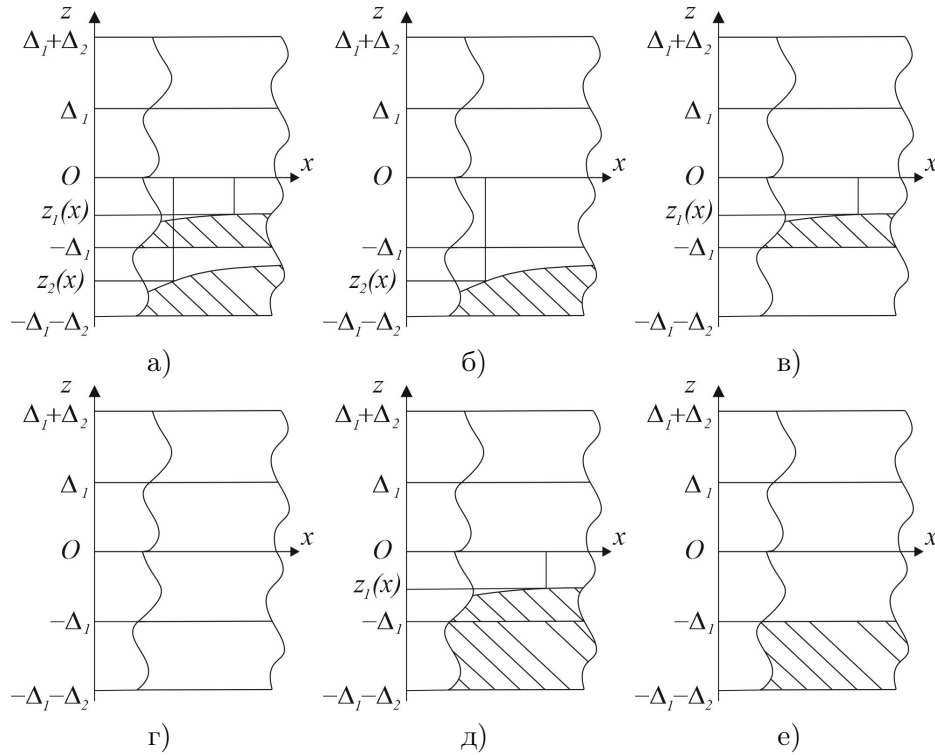 z z z
Δ₁+Δ₂ Δ₁+Δ₂ Δ₁+Δ₂
Δ₁ Δ₁ Δ₁
O x O x O x
z₁(x) z₁(x)
−Δ₁ −Δ₁ −Δ₁
z₂(x) z₂(x)
−Δ₁−Δ₂ −Δ₁−Δ₂ −Δ₁−Δ₂
а) б) в)
z z z
Δ₁+Δ₂ Δ₁+Δ₂ Δ₁+Δ₂
Δ₁ Δ₁ Δ₁
O x O x O x
z₁(x)
−Δ₁ −Δ₁ −Δ₁
−Δ₁−Δ₂ −Δ₁−Δ₂ −Δ₁−Δ₂
г) д) е)